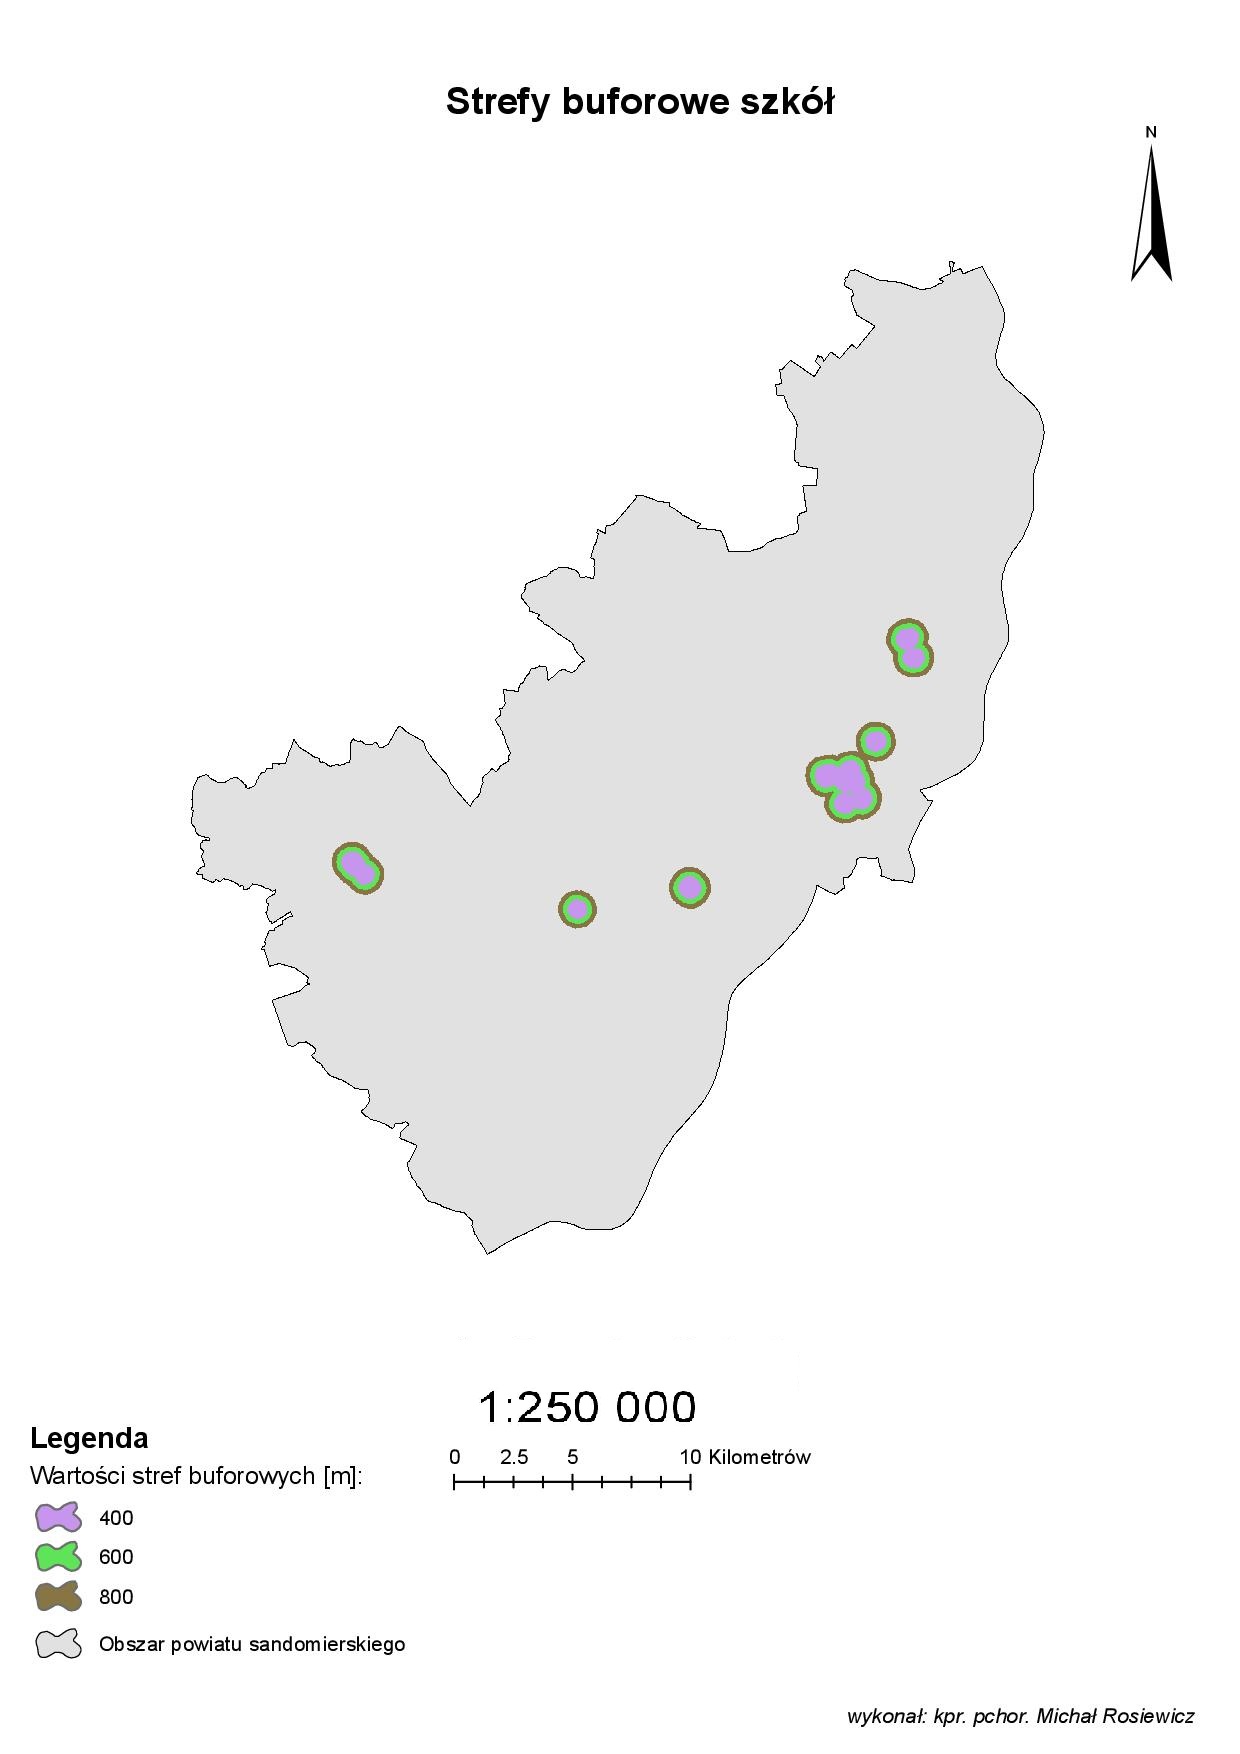 Strefy buforowe szkół
N
1:250 000
0 2.5 5 10 Kilometrów
Legenda
Wartości stref buforowych [m]:
400
600
800
Obszar powiatu sandomierskiego
wykonał: kpr. pchor. Michał Rosiewicz